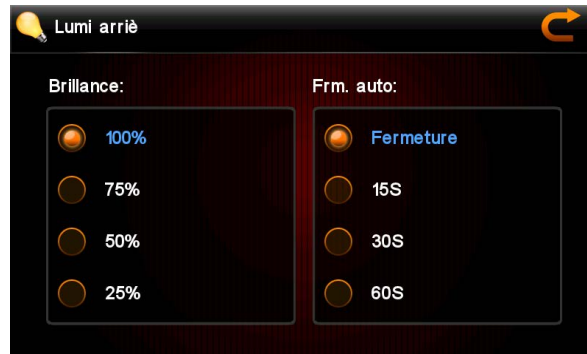 Lumi arriè
Brillance:
100%
75%
50%
25%
Frm. auto:
Fermeture
15S
30S
60S